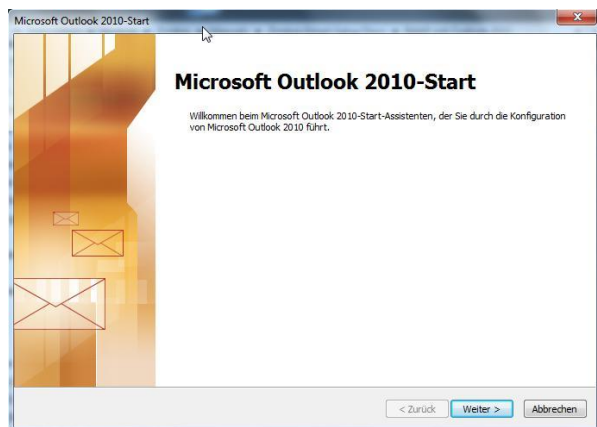 Microsoft Outlook 2010-Start
Microsoft Outlook 2010-Start
Willkommen beim Microsoft Outlook 2010-Start-Assistenten, der Sie durch die Konfiguration
von Microsoft Outlook 2010 führt.
< Zurück
Weiter >
Abbrechen